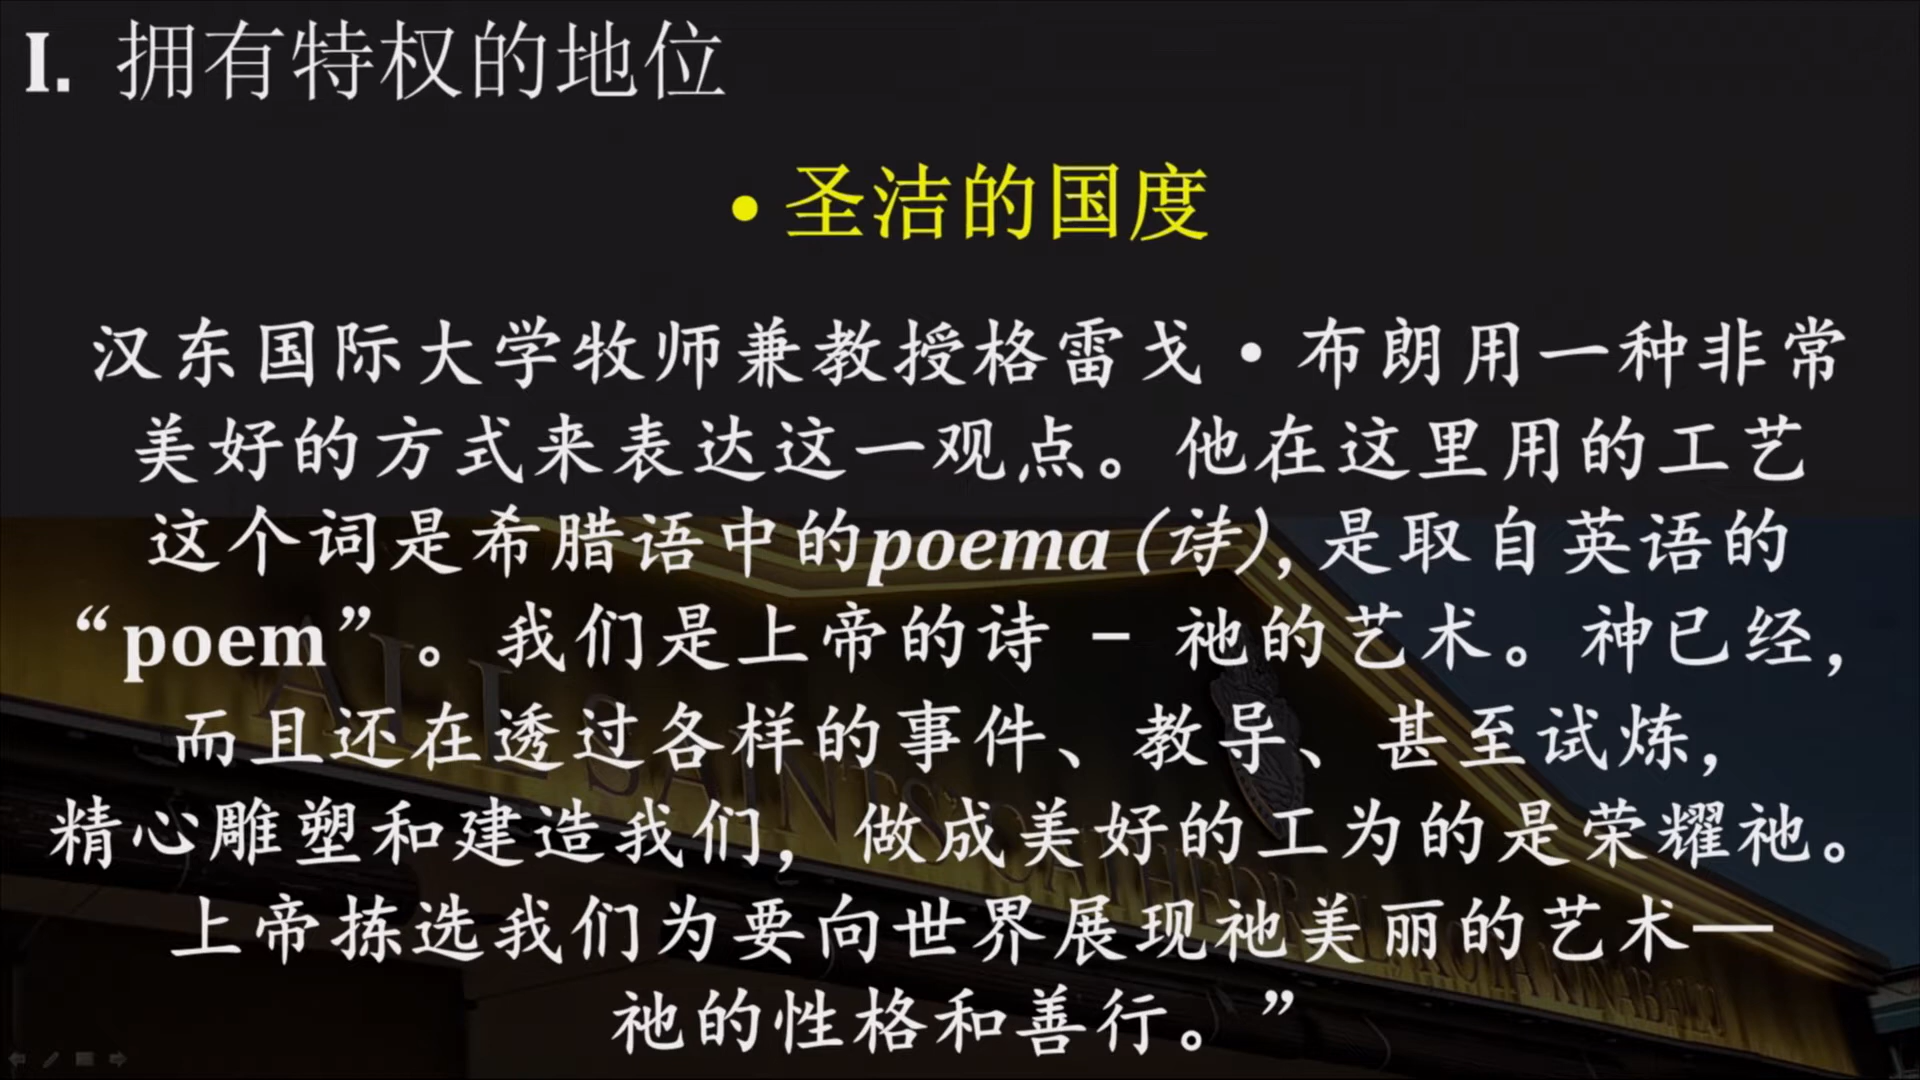 I. 拥有特权的地位
• 圣洁的国度
汉东国际大学牧师兼教授格雷戈•布朗用一种非常
美好的方式来表达这一观点。他在这里用的工艺
这个词是希腊语中的poema (诗), 是取自英语的
“poem”。我们是上帝的诗 – 祂的艺术。神已经，
而且还在透过各样的事件、教导、甚至试炼，
精心雕塑和建造我们，做成美好的工为的是荣耀祂。
上帝拣选我们为要向世界展现祂美丽的艺术—
祂的性格和善行。”
ALL SAINTS' CATHEDRAL, KOTA KINABALU